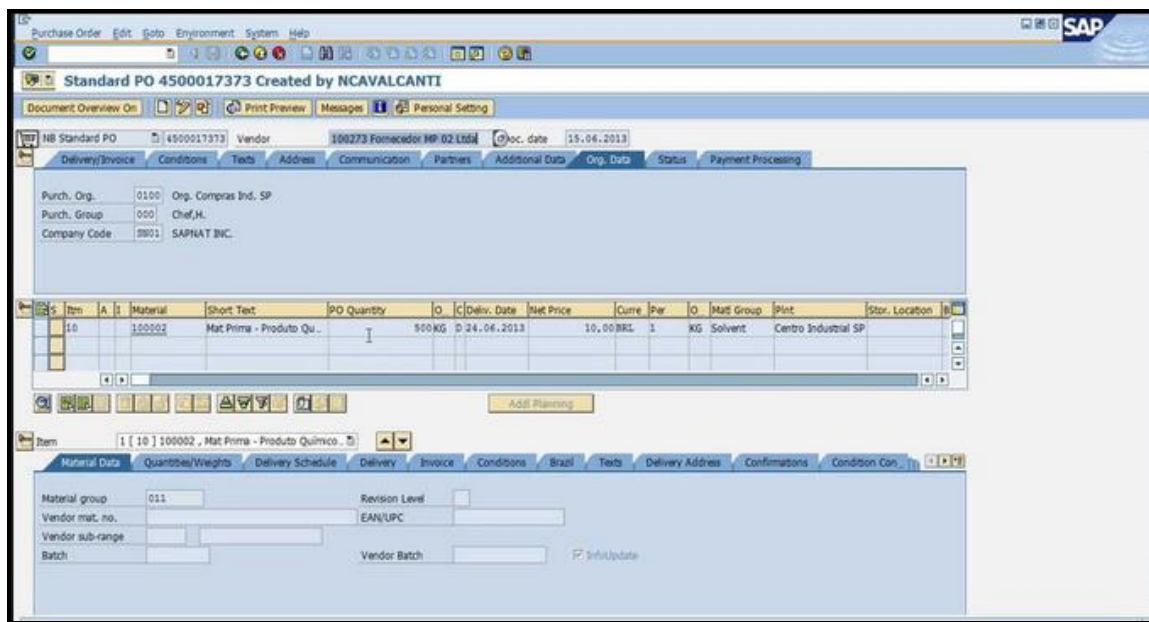 Purchase Order Edit Goto Environment System Help
SAP
Standard PO 4500017373 Created by NCAVALCANTI
Document Overview On Print Preview Messages Personal Setting
NB Standard PO 4500017373 Vendor 100273 Fornecedor MP 02 Ltda Doc. date 15.06.2013
Delivery/Invoice Conditions Texts Address Communication Partners Additional Data Org. Data Status Payment Processing
Purch. Org. 0100 Org. Compras Ind. SP
Purch. Group 000 Chef,H.
Company Code SN01 SAPNAT INC.
S Itm A I Material Short Text PO Quantity O C Deliv. Date Net Price Curre Per O Matl Group Plnt Stor. Location B
10 100002 Mat Prima - Produto Qu.. 500 KG D 24.06.2013 10,00 BRL 1 KG Solvent Centro Industrial SP
Addl Planning
Item 1 [ 10 ] 100002 , Mat Prima - Produto Quimico..
Material Data Quantities/Weights Delivery Schedule Delivery Invoice Conditions Brazil Texts Delivery Address Confirmations Condition Con
Material group 011 Revision Level
Vendor mat. no. EAN/UPC
Vendor sub-range
Batch Vendor Batch InfoUpdate